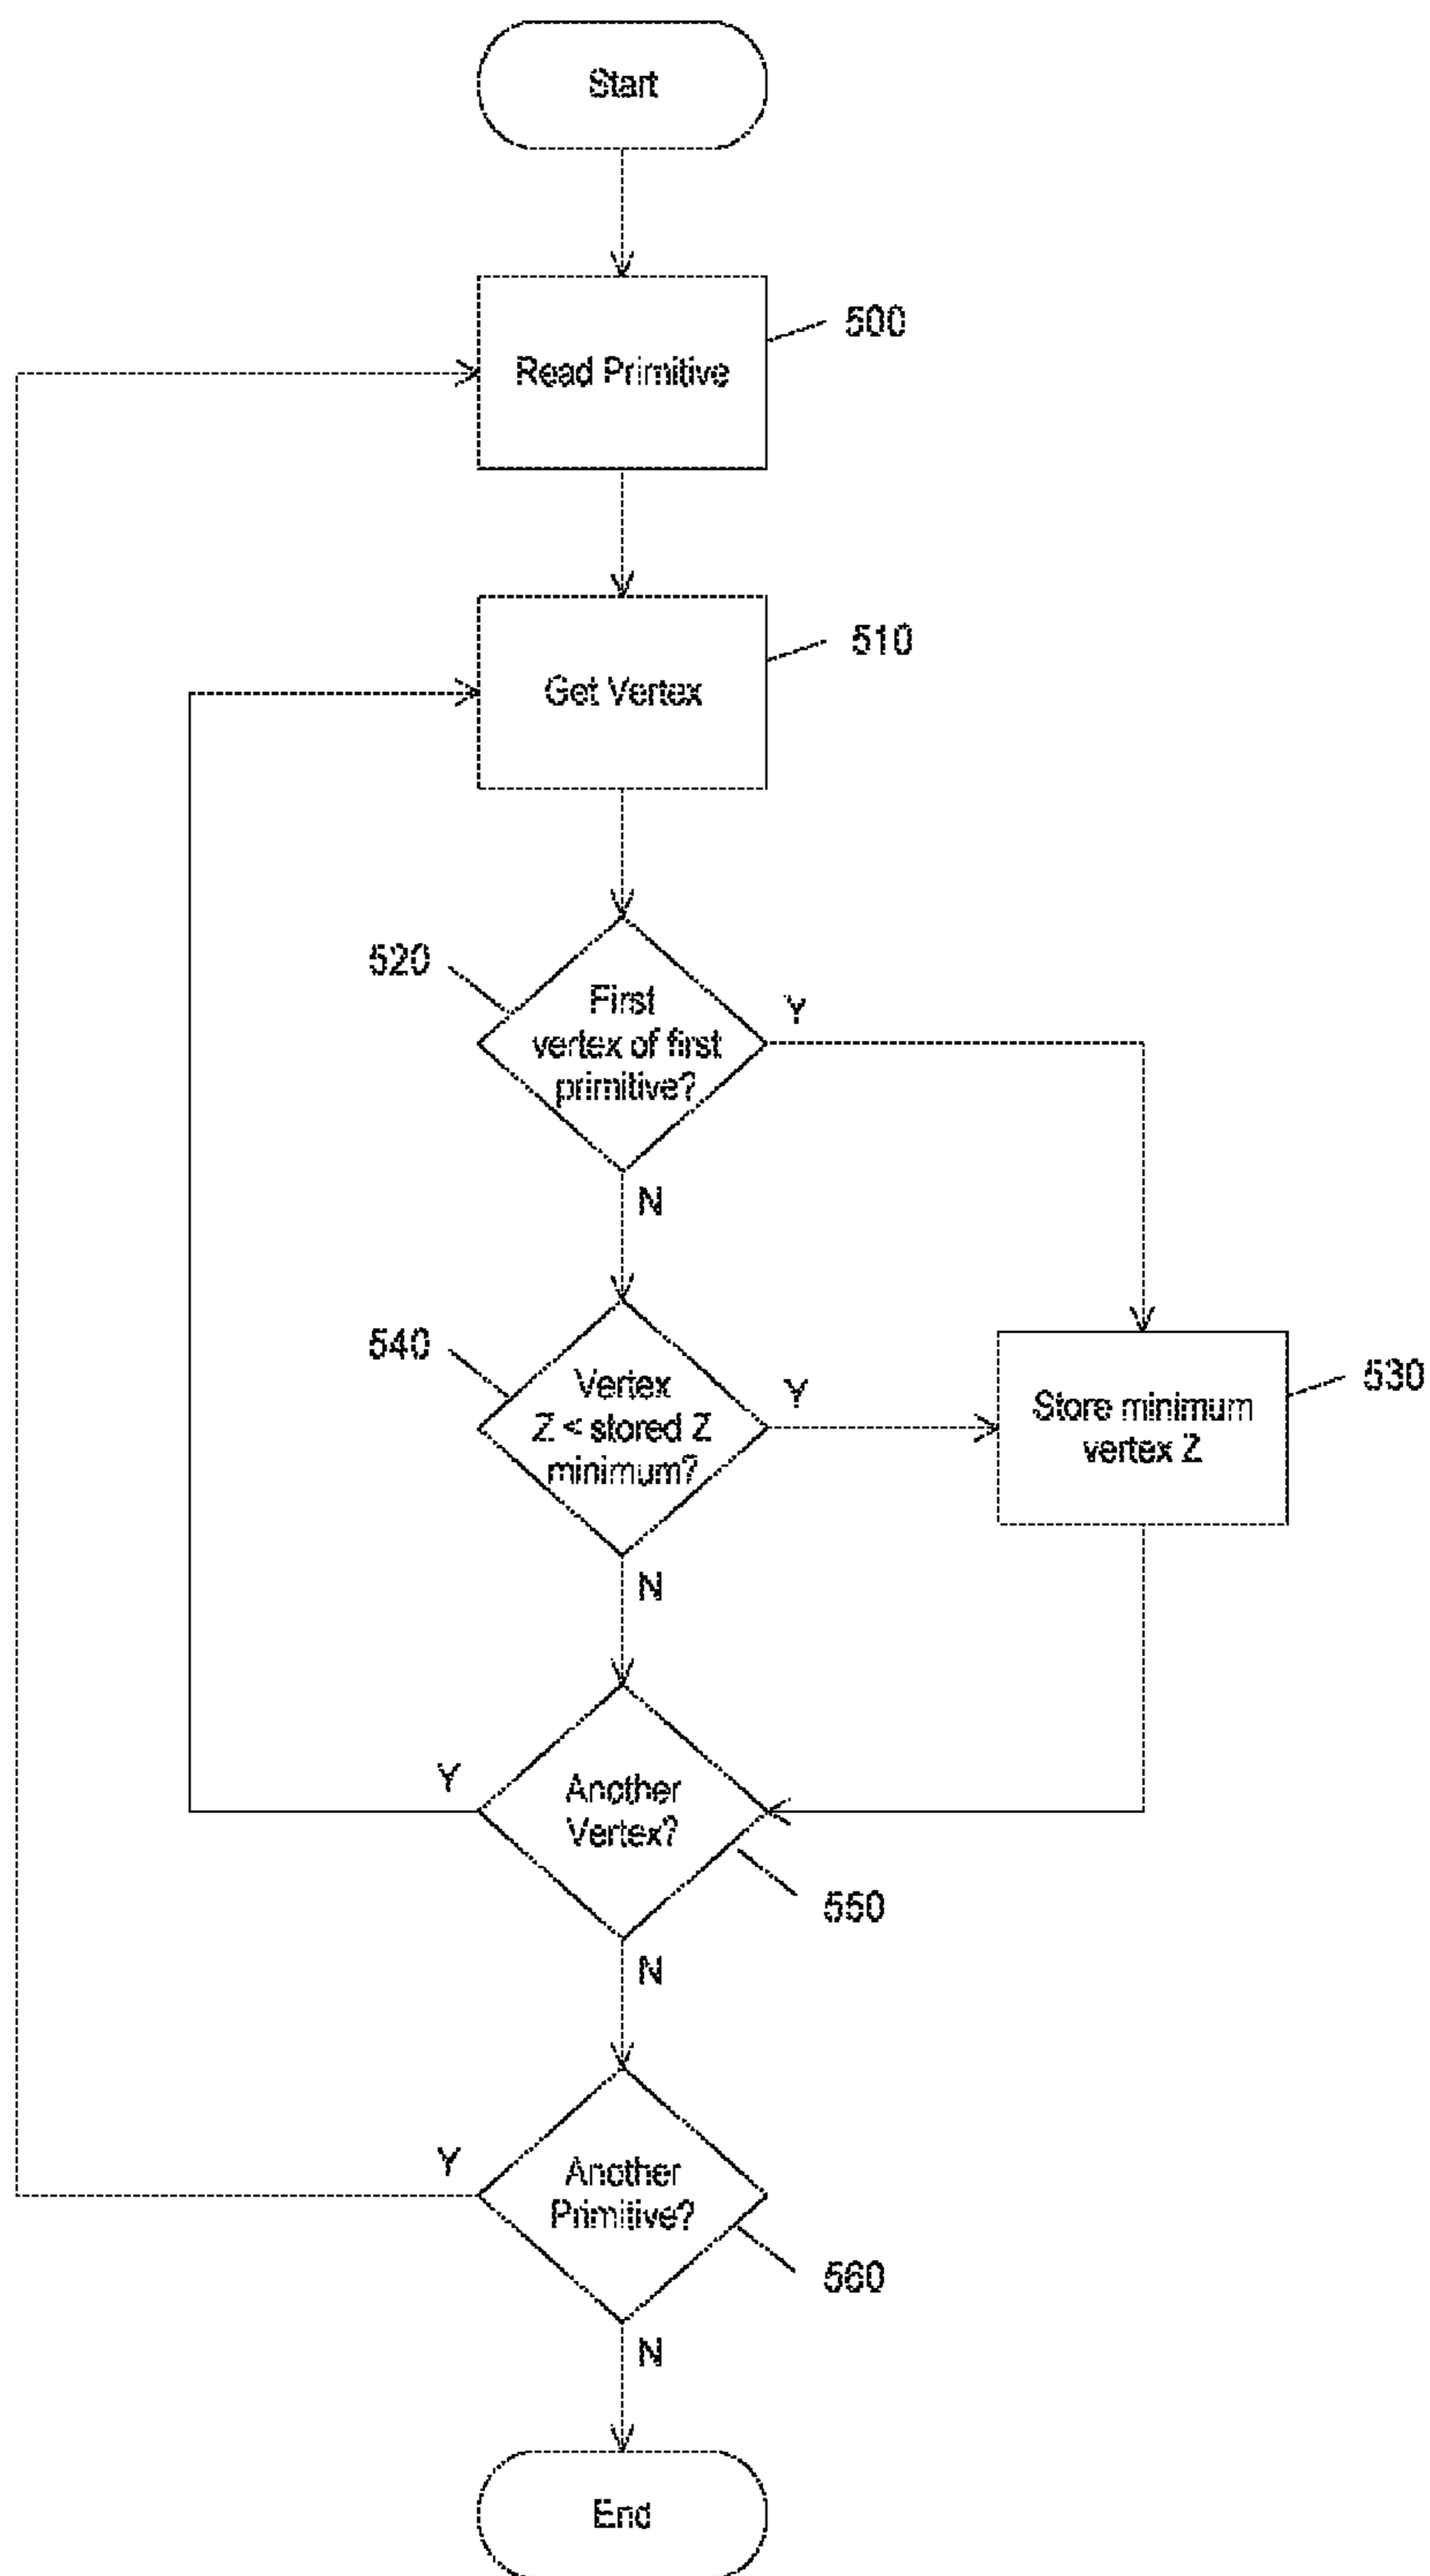 Start
500
Read Primitive
510
Get Vertex
520
First
vertex of first
primitive?
Y
N
540
Vertex
Z < stored Z
minimum?
Y
Store minimum
vertex Z
530
N
Y
Another
Vertex?
550
N
Y
Another
Primitive?
560
N
End